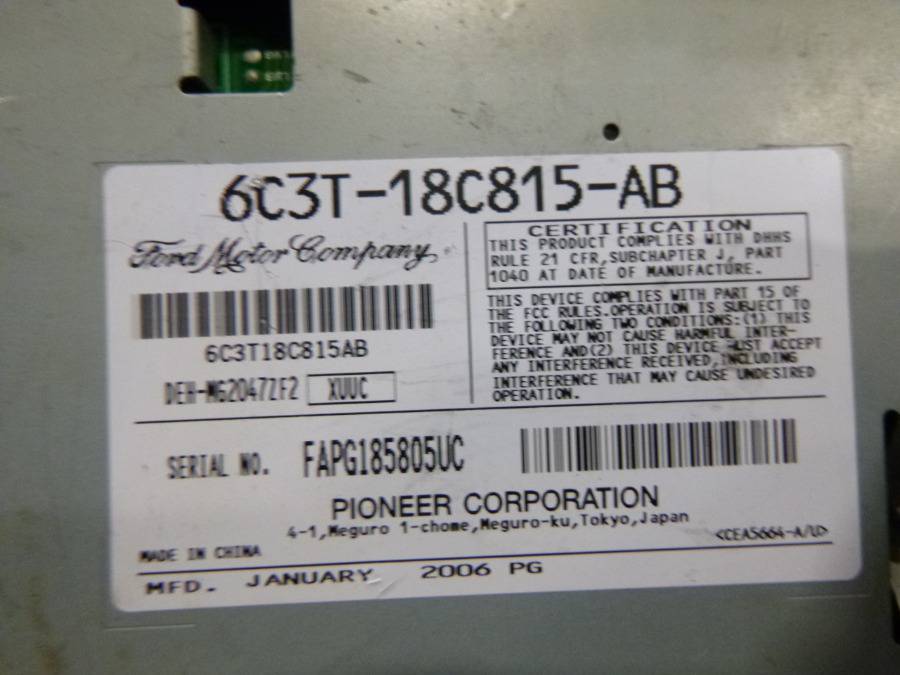 6C3T-18C815-AB
Ford Motor Company
6C3T18C815AB
DEH-MG2047ZF2 XUUC
CERTIFICATION
THIS PRODUCT COMPLIES WITH DHHS
RULE 21 CFR,SUBCHAPTER J, PART
1040 AT DATE OF MANUFACTURE.
THIS DEVICE COMPLIES WITH PART 15 OF
THE FCC RULES.OPERATION IS SUBJECT TO
THE FOLLOWING TWO CONDITIONS:(1) THIS
DEVICE MAY NOT CAUSE HARMFUL INTER-
FERENCE AND(2) THIS DEVICE MUST ACCEPT
ANY INTERFERENCE RECEIVED,INCLUDING
INTERFERENCE THAT MAY CAUSE UNDESIRED
OPERATION.
SERIAL NO. FAPG185805UC
PIONEER CORPORATION
4-1,Meguro 1-chome,Meguro-ku,Tokyo,Japan
MADE IN CHINA <CEA5664-A/U>
MFD. JANUARY 2006 PG